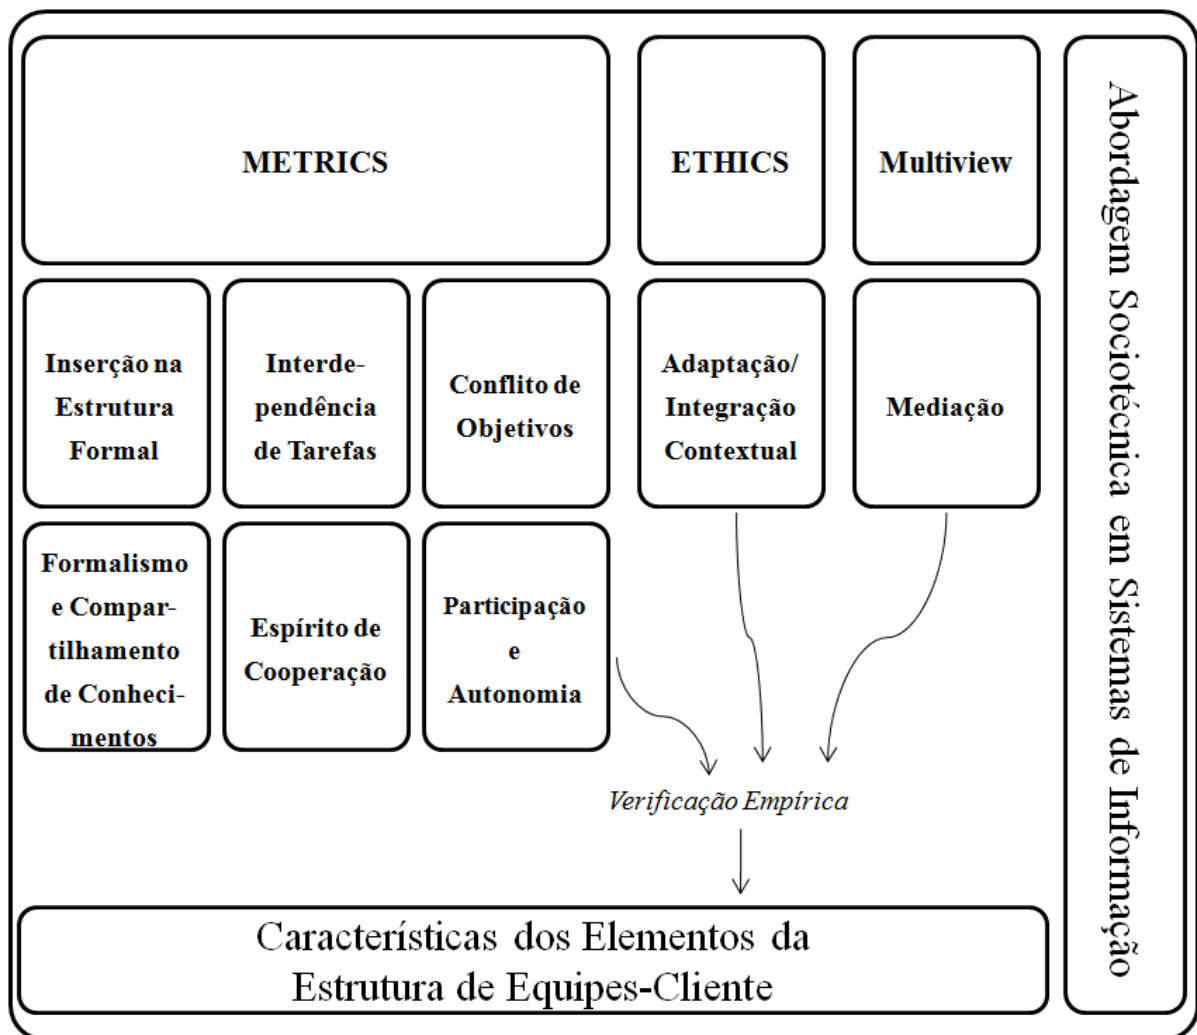 METRICS
ETHICS
Multiview
Inserção na
Estrutura
Formal
Interde-
pendência
de Tarefas
Conflito de
Objetivos
Adaptação/
Integração
Contextual
Mediação
Formalismo
e Compar-
tilhamento
de Conheci-
mentos
Espírito de
Cooperação
Participação
e
Autonomia
Verificação Empírica
Características dos Elementos da
Estrutura de Equipes-Cliente
Abordagem Sociotécnica em Sistemas de Informação